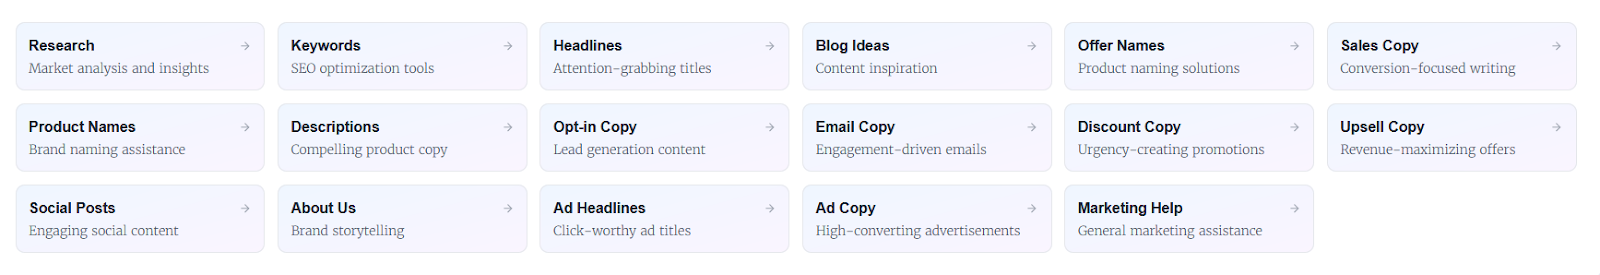 Research
Market analysis and insights
Keywords
SEO optimization tools
Headlines
Attention-grabbing titles
Blog Ideas
Content inspiration
Offer Names
Product naming solutions
Sales Copy
Conversion-focused writing
Product Names
Brand naming assistance
Descriptions
Compelling product copy
Opt-in Copy
Lead generation content
Email Copy
Engagement-driven emails
Discount Copy
Urgency-creating promotions
Upsell Copy
Revenue-maximizing offers
Social Posts
Engaging social content
About Us
Brand storytelling
Ad Headlines
Click-worthy ad titles
Ad Copy
High-converting advertisements
Marketing Help
General marketing assistance